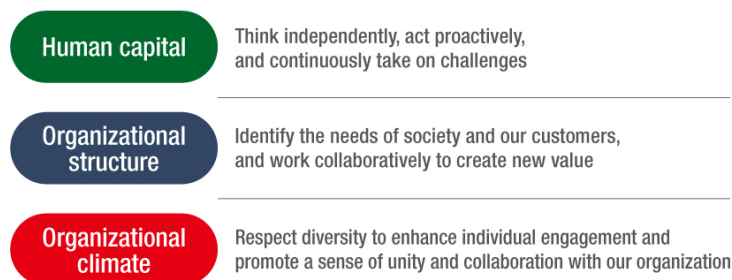 Human capital
Think independently, act proactively,
and continuously take on challenges
Organizational
structure
Identify the needs of society and our customers,
and work collaboratively to create new value
Organizational
climate
Respect diversity to enhance individual engagement and
promote a sense of unity and collaboration with our organization